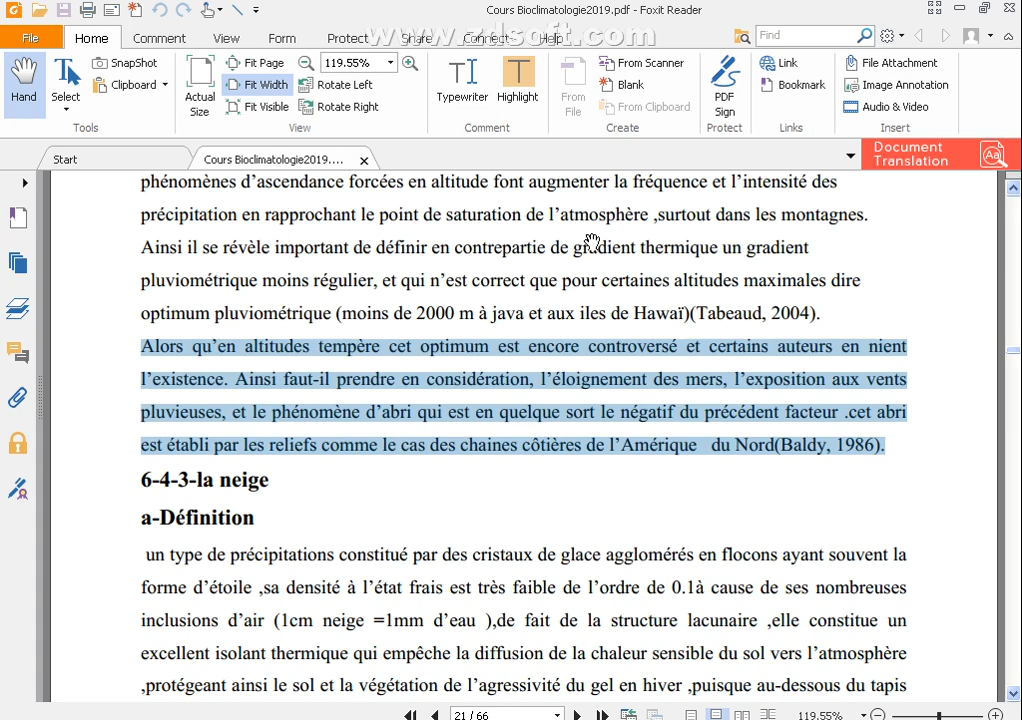 Cours Bioclimatologie2019.pdf - Foxit Reader
File Home Comment View Form Protect Share Connect Help Find
www.zdsoft.com
Hand Select SnapShot Clipboard Actual Size Fit Page Fit Width Fit Visible 119.55% Rotate Left Rotate Right Typewriter Highlight From File From Scanner Blank From Clipboard PDF Sign Link Bookmark File Attachment Image Annotation Audio & Video
Tools View Comment Create Protect Links Insert
Start Cours Bioclimatologie2019.... Document Translation
phénomènes d’ascendance forcées en altitude font augmenter la fréquence et l’intensité des
précipitation en rapprochant le point de saturation de l’atmosphère ,surtout dans les montagnes.
Ainsi il se révèle important de définir en contrepartie de gradient thermique un gradient
pluviométrique moins régulier, et qui n’est correct que pour certaines altitudes maximales dire
optimum pluviométrique (moins de 2000 m à java et aux iles de Hawaï)(Tabeaud, 2004).
Alors qu’en altitudes tempère cet optimum est encore controversé et certains auteurs en nient
l’existence. Ainsi faut-il prendre en considération, l’éloignement des mers, l’exposition aux vents
pluvieuses, et le phénomène d’abri qui est en quelque sort le négatif du précédent facteur .cet abri
est établi par les reliefs comme le cas des chaines côtières de l’Amérique du Nord(Baldy, 1986).
6-4-3-la neige
a-Définition
un type de précipitations constitué par des cristaux de glace agglomérés en flocons ayant souvent la
forme d’étoile ,sa densité à l’état frais est très faible de l’ordre de 0.1à cause de ses nombreuses
inclusions d’air (1cm neige =1mm d’eau ),de fait de la structure lacunaire ,elle constitue un
excellent isolant thermique qui empêche la diffusion de la chaleur sensible du sol vers l’atmosphère
,protégeant ainsi le sol et la végétation de l’agressivité du gel en hiver ,puisque au-dessous du tapis
21 / 66 119.55%